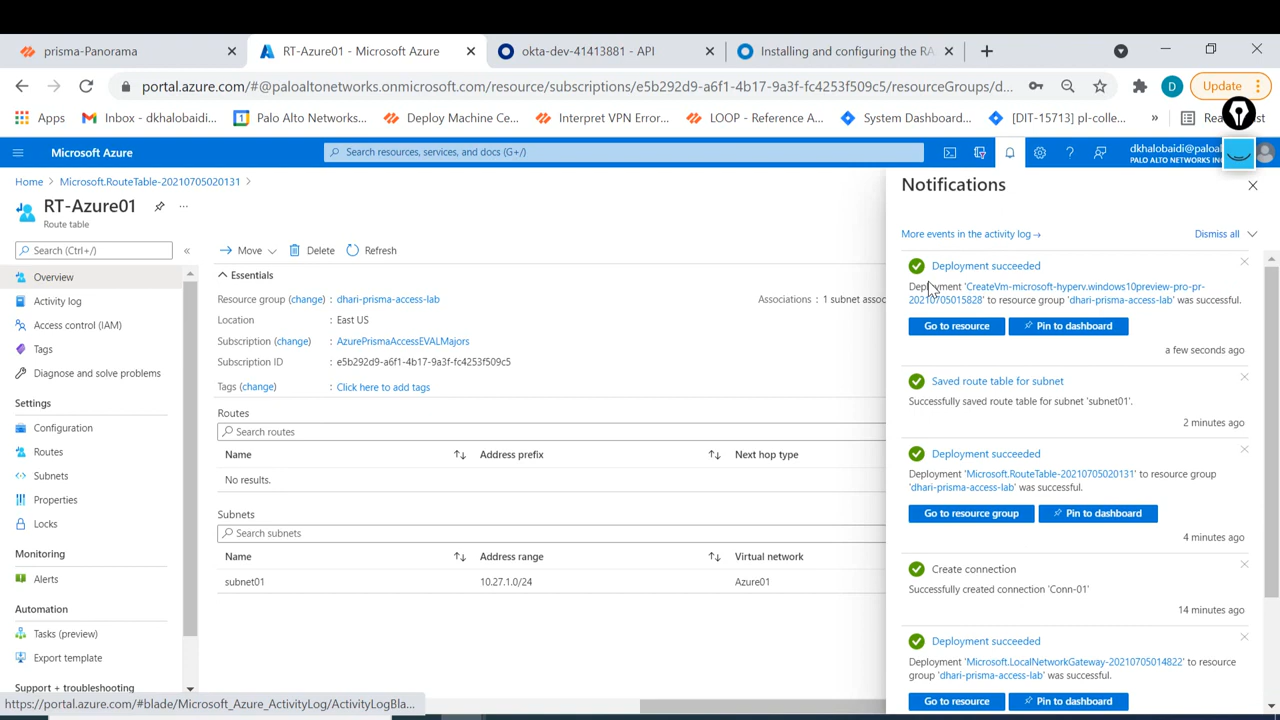 prisma-Panorama
RT-Azure01 - Microsoft Azure
okta-dev-41413881 - API
Installing and configuring the RA
portal.azure.com/#@paloaltonetworks.onmicrosoft.com/resource/subscriptions/e5b292d9-a6f1-4b17-9a3f-fc4253f509c5/resourceGroups/d...
D
Update
Apps
Inbox - dkhalobaidi...
Palo Alto Networks...
Deploy Machine Ce...
Interpret VPN Error...
LOOP - Reference A...
System Dashboard...
[DIT-15713] pl-colle...
»
Microsoft Azure
Search resources, services, and docs (G+/)
dkhalobaidi@paloal
PALO ALTO NETWORKS IN
Home > Microsoft.RouteTable-20210705020131 >
RT-Azure01
Route table
Search (Ctrl+/)
«
Overview
Activity log
Access control (IAM)
Tags
Diagnose and solve problems
Settings
Configuration
Routes
Subnets
Properties
Locks
Monitoring
Alerts
Automation
Tasks (preview)
Export template
Support + troubleshooting
https://portal.azure.com/#blade/Microsoft_Azure_ActivityLog/ActivityLogBla...
Move
Delete
Refresh
Essentials
Resource group (change) : dhari-prisma-access-lab
Associations : 1 subnet assoc
Location : East US
Subscription (change) : AzurePrismaAccessEVALMajors
Subscription ID : e5b292d9-a6f1-4b17-9a3f-fc4253f509c5
Tags (change) : Click here to add tags
Routes
Search routes
Name Address prefix Next hop type
No results.
Subnets
Search subnets
Name Address range Virtual network
subnet01 10.27.1.0/24 Azure01
Notifications
More events in the activity log →
Dismiss all
Deployment succeeded
Deployment 'CreateVm-microsoft-hyperv.windows10preview-pro-pr-
20210705015828' to resource group 'dhari-prisma-access-lab' was successful.
Go to resource
Pin to dashboard
a few seconds ago
Saved route table for subnet
Successfully saved route table for subnet 'subnet01'.
2 minutes ago
Deployment succeeded
Deployment 'Microsoft.RouteTable-20210705020131' to resource group
'dhari-prisma-access-lab' was successful.
Go to resource group
Pin to dashboard
4 minutes ago
Create connection
Successfully created connection 'Conn-01'
14 minutes ago
Deployment succeeded
Deployment 'Microsoft.LocalNetworkGateway-20210705014822' to resource
group 'dhari-prisma-access-lab' was successful.
Go to resource
Pin to dashboard